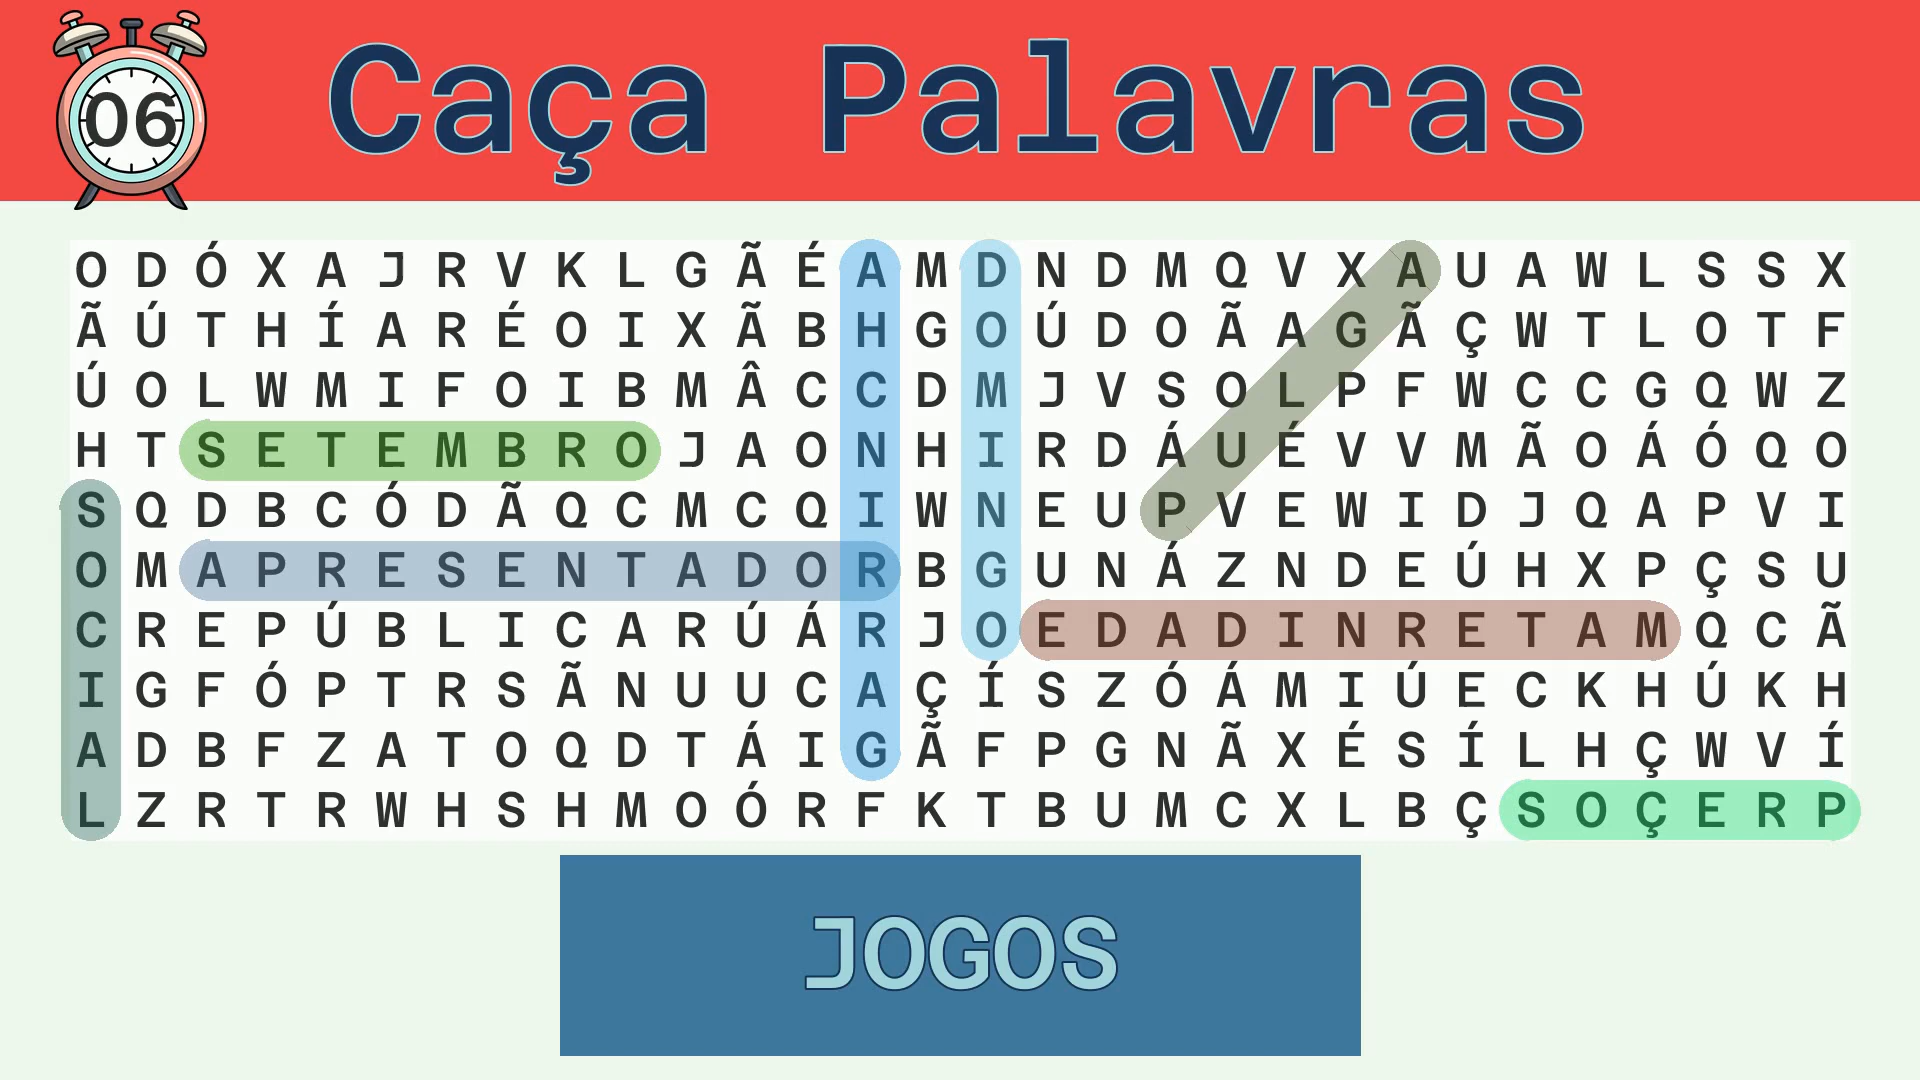 06
Caça Palavras
O D Ó X A J R V K L G Ã É A M D N D M Q V X A U A W L S S X
Ã Ú T H Í A R É O I X Ã B H G O Ú D O Ã A G Ã Ç W T L O T F
Ú O L W M I F O I B M Â C C D M J V S O L P F W C C G Q W Z
H T S E T E M B R O J A O N H I R D Á U É V V M Ã O Á Ó Q O
S Q D B C Ó D Ã Q C M C Q I W N E U P V E W I D J Q A P V I
O M A P R E S E N T A D O R B G U N Á Z N D E Ú H X P Ç S U
C R E P Ú B L I C A R Ú Á R J O E D A D I N R E T A M Q C Ã
I G F Ó P T R S Ã N U U C A Ç Í S Z Ó Á M I Ú E C K H Ú K H
A D B F Z A T O Q D T Á I G Ã F P G N Ã X É S Í L H Ç W V Í
L Z R T R W H S H M O Ó R F K T B U M C X L B Ç S O Ç E R P
JOGOS